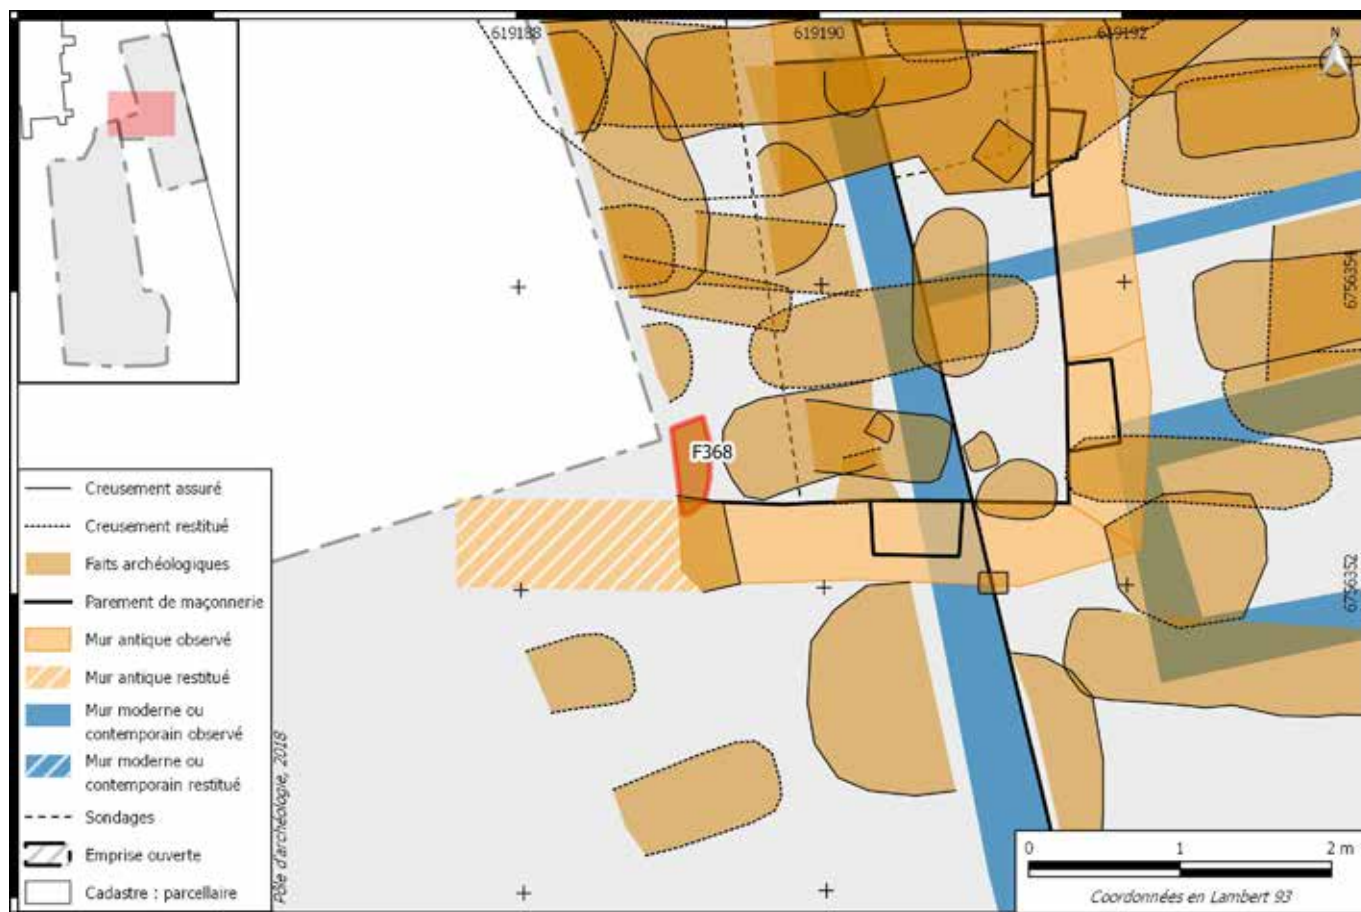 619188
619190
619192
N
6756354
F368
6756352
Creusement assuré
Creusement restitué
Faits archéologiques
Parement de maçonnerie
Mur antique observé
Mur antique restitué
Mur moderne ou
contemporain observé
Mur moderne ou
contemporain restitué
Sondages
Emprise ouverte
Cadastre : parcellaire
Pôle d'archéologie, 2018
0 1 2 m
Coordonnées en Lambert 93